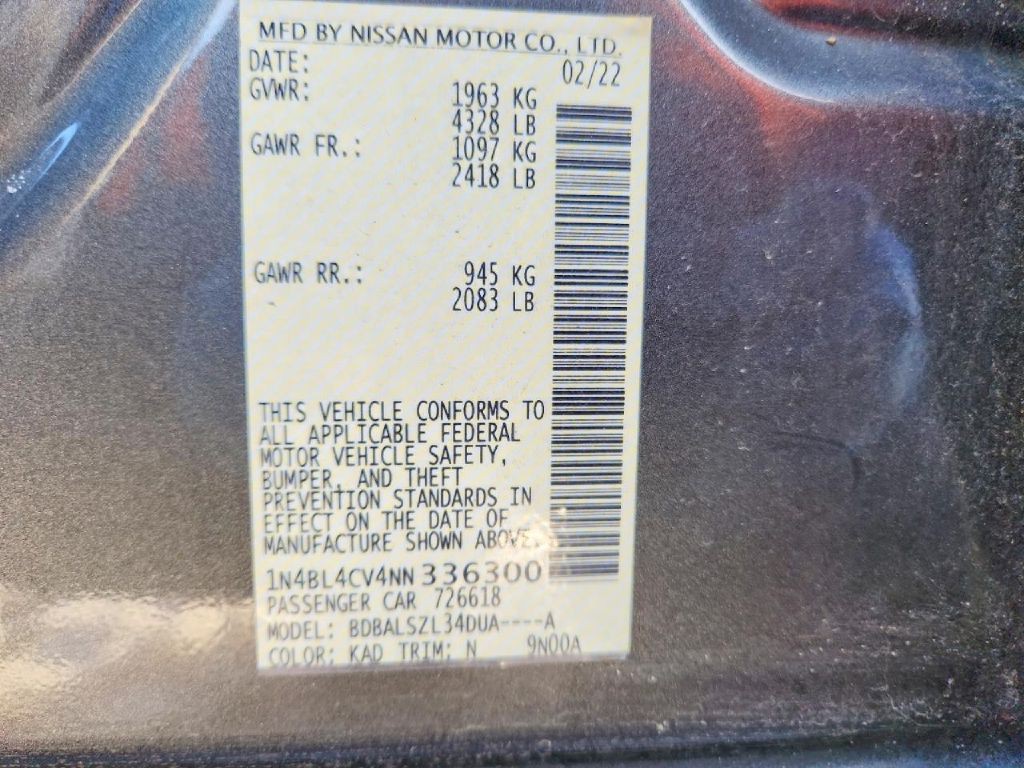 MFD BY NISSAN MOTOR CO., LTD.
DATE: 02/22
GVWR: 1963 KG
4328 LB
GAWR FR.: 1097 KG
2418 LB
GAWR RR.: 945 KG
2083 LB
THIS VEHICLE CONFORMS TO
ALL APPLICABLE FEDERAL
MOTOR VEHICLE SAFETY,
BUMPER, AND THEFT
PREVENTION STANDARDS IN
EFFECT ON THE DATE OF
MANUFACTURE SHOWN ABOVE.
1N4BL4CV4NN336300
PASSENGER CAR 726618
MODEL: BDBALSZL34DUA----A
COLOR: KAD TRIM: N 9N00A